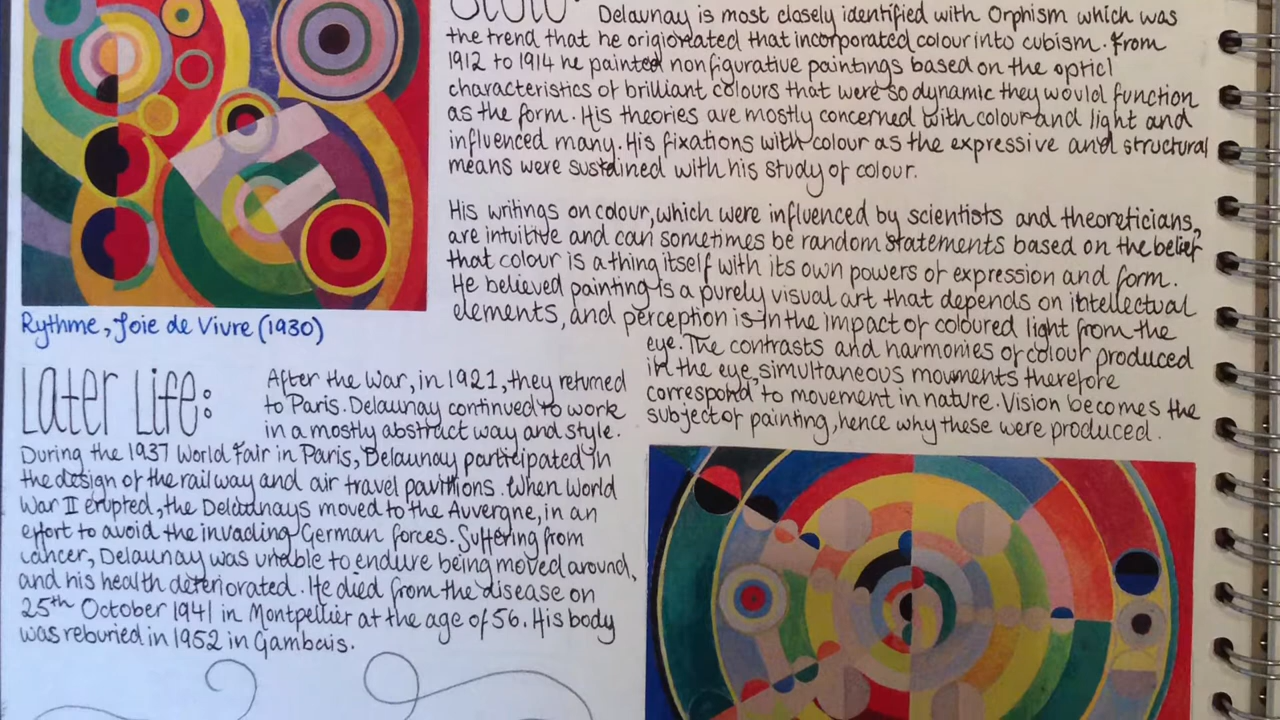 Style: Delaunay is most closely identified with Orphism which was
the trend that he origionated that incorporated colour into cubism. From
1912 to 1914 he painted nonfigurative paintings based on the opticl
characteristics of brilliant colours that were so dynamic they would function
as the form. His theories are mostly concerned with colour and light and
influenced many. His fixations with colour as the expressive and structural
means were sustained with his study of colour.
His writings on colour, which were influenced by scientists and theoreticians,
are intuitive and can sometimes be random statements based on the belief
that colour is a thing itself with its own powers of expression and form.
He believed painting is a purely visual art that depends on intellectual
elements, and perception is in the impact of coloured light from the
eye. The contrasts and harmonies of colour produced
in the eye, simultaneous movments therefore
correspond to movement in nature. Vision becomes the
subject of painting, hence why these were produced.
Rythme, Joie de Vivre (1930)
Later Life: After the War, in 1921, they returned
to Paris. Delaunay continued to work
in a mostly abstract way and style.
During the 1937 World Fair in Paris, Delaunay participated in
the design of the railway and air travel pavitions. When World
War II erupted, the Delaunays moved to the Auvergne, in an
effort to avoid the invading German forces. Suffering from
cancer, Delaunay was unable to endure being moved around,
and his health deteriorated. He died from the disease on
25th October 1941 in Montpellier at the age of 56. His body
was reburied in 1952 in Gambais.